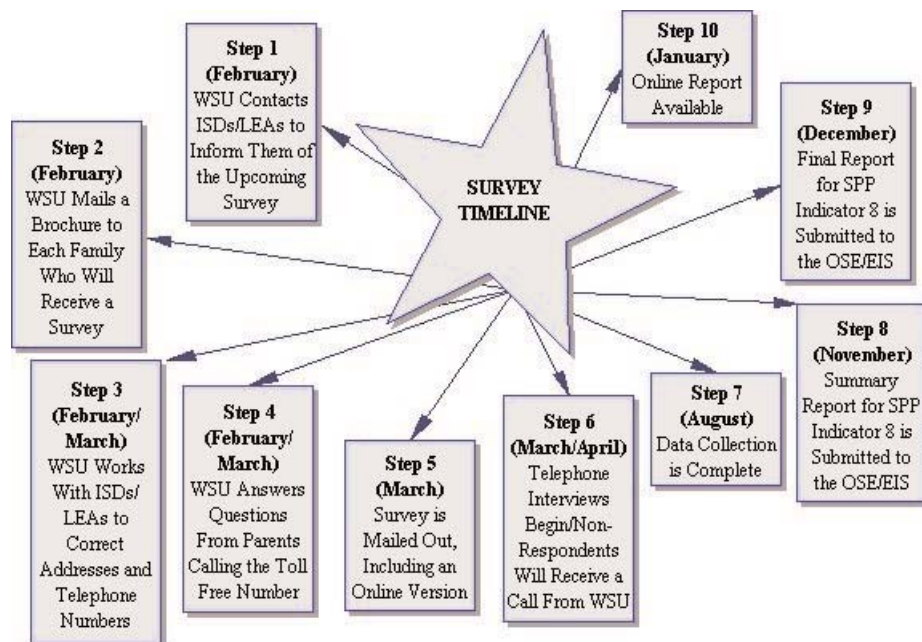 SURVEY
TIMELINE
Step 1
(February)
WSU Contacts
ISDs/LEAs to
Inform Them of
the Upcoming
Survey
Step 2
(February)
WSU Mails a
Brochure to
Each Family
Who Will
Receive a
Survey
Step 3
(February/
March)
WSU Works
With ISDs/
LEAs to
Correct
Addresses and
Telephone
Numbers
Step 4
(February/
March)
WSU Answers
Questions
From Parents
Calling the Toll
Free Number
Step 5
(March)
Survey is
Mailed Out,
Including an
Online Version
Step 6
(March/April)
Telephone
Interviews
Begin/Non-
Respondents
Will Receive a
Call From WSU
Step 7
(August)
Data Collection
is Complete
Step 8
(November)
Summary
Report for SPP
Indicator 8 is
Submitted to
the OSE/EIS
Step 9
(December)
Final Report
for SPP
Indicator 8 is
Submitted to
the OSE/EIS
Step 10
(January)
Online Report
Available